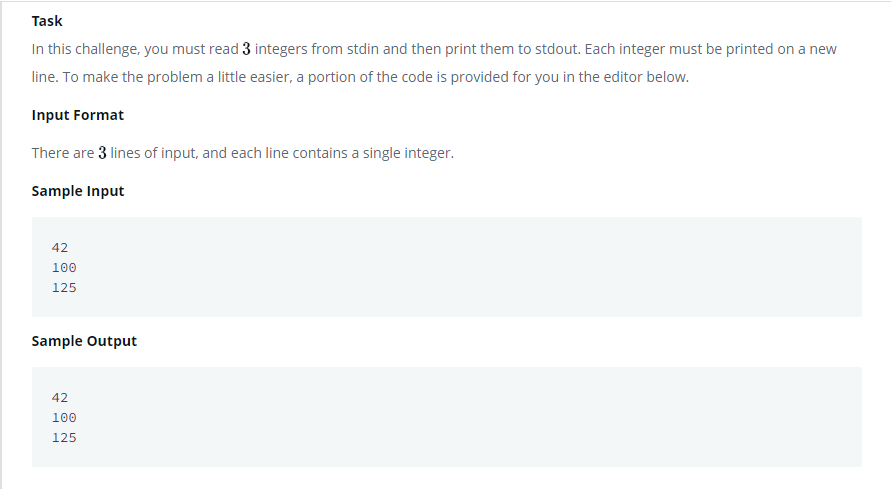 Task
In this challenge, you must read 3 integers from stdin and then print them to stdout. Each integer must be printed on a new
line. To make the problem a little easier, a portion of the code is provided for you in the editor below.
Input Format
There are 3 lines of input, and each line contains a single integer.
Sample Input
42
100
125
Sample Output
42
100
125